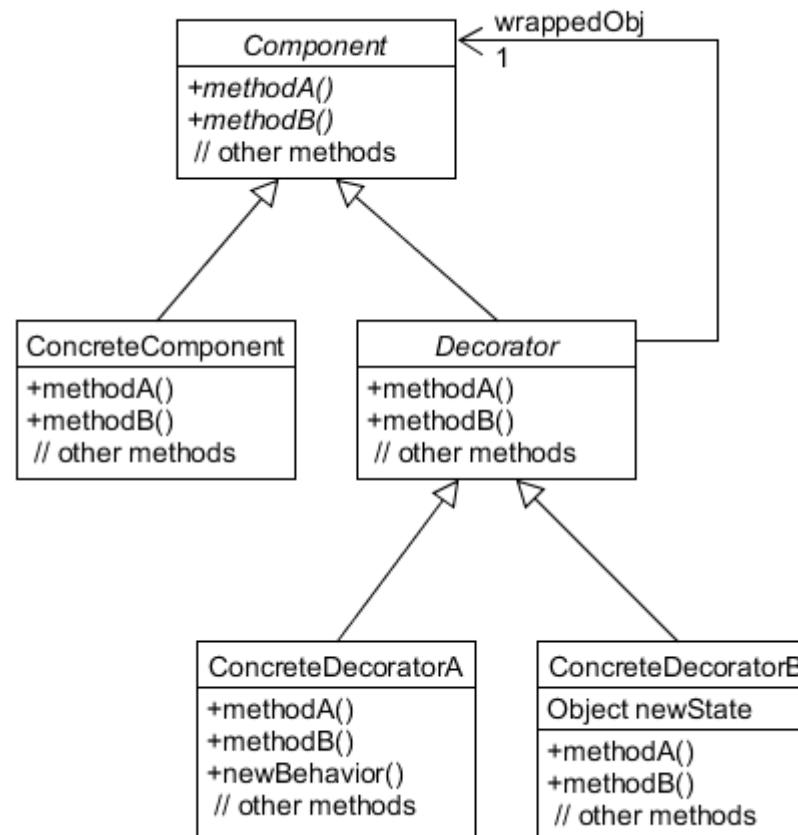 Component
wrappedObj
1
+methodA()
+methodB()
// other methods
ConcreteComponent
+methodA()
+methodB()
// other methods
Decorator
+methodA()
+methodB()
// other methods
ConcreteDecoratorA
+methodA()
+methodB()
+newBehavior()
// other methods
ConcreteDecoratorB
Object newState
+methodA()
+methodB()
// other methods